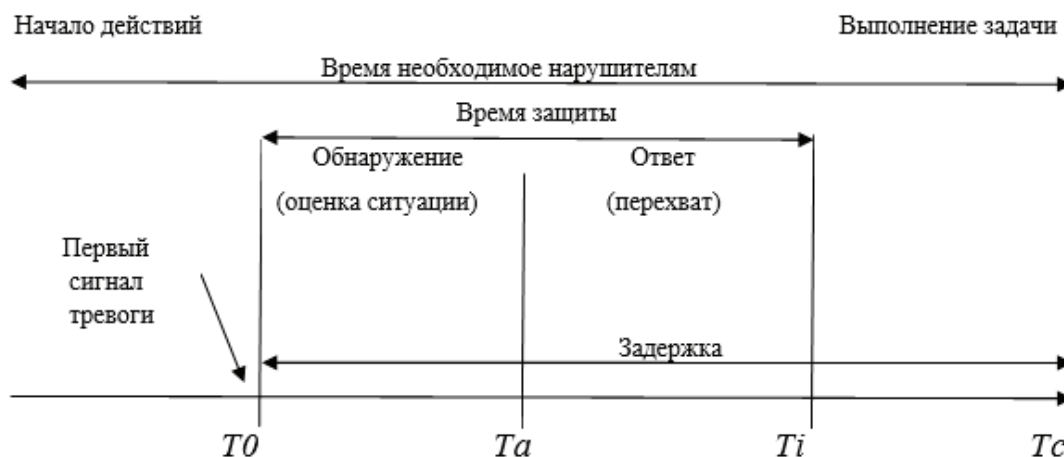 Начало действий
Выполнение задачи
Время необходимое нарушителям
Время защиты
Обнаружение
Ответ
(оценка ситуации)
(перехват)
Первый
сигнал
тревоги
Задержка
T0
Ta
Ti
Tc